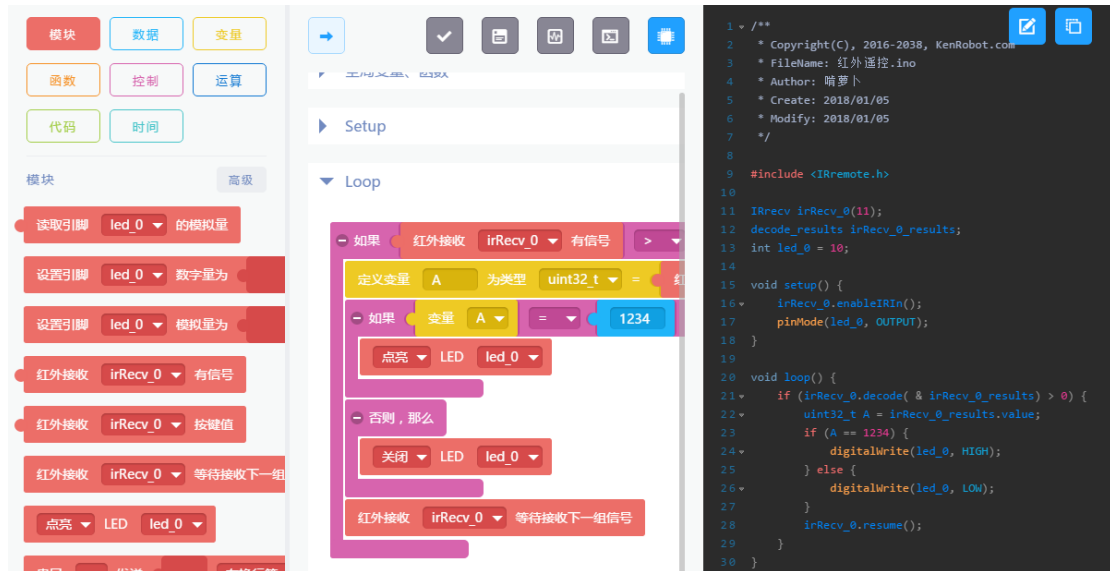 模块 数据 变量
函数 控制 运算
代码 时间
模块 高级
读取引脚 led_0 的模拟量
设置引脚 led_0 数字量为
设置引脚 led_0 模拟量为
红外接收 irRecv_0 有信号
红外接收 irRecv_0 按键值
红外接收 irRecv_0 等待接收下一组
点亮 LED led_0
全局变量、函数
Setup
Loop
如果 红外接收 irRecv_0 有信号 >
定义变量 A 为类型 uint32_t = 红
如果 变量 A = 1234
点亮 LED led_0
否则，那么
关闭 LED led_0
红外接收 irRecv_0 等待接收下一组信号
1 /**
2 * Copyright(C), 2016-2038, KenRobot.com
3 * FileName: 红外遥控.ino
4 * Author: 啃萝卜
5 * Create: 2018/01/05
6 * Modify: 2018/01/05
7 */
8
9 #include <IRremote.h>
10
11 IRrecv irRecv_0(11);
12 decode_results irRecv_0_results;
13 int led_0 = 10;
14
15 void setup() {
16 irRecv_0.enableIRIn();
17 pinMode(led_0, OUTPUT);
18 }
19
20 void loop() {
21 if (irRecv_0.decode( & irRecv_0_results) > 0) {
22 uint32_t A = irRecv_0_results.value;
23 if (A == 1234) {
24 digitalWrite(led_0, HIGH);
25 } else {
26 digitalWrite(led_0, LOW);
27 }
28 irRecv_0.resume();
29 }
30 }